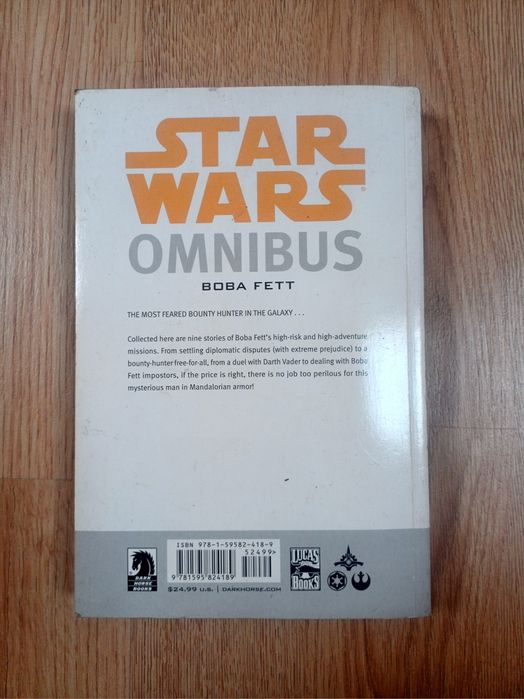 STAR
WARS®
OMNIBUS
BOBA FETT
THE MOST FEARED BOUNTY HUNTER IN THE GALAXY . . .
Collected here are nine stories of Boba Fett's high-risk and high-adventure
missions. From settling diplomatic disputes (with extreme prejudice) to a
bounty-hunter free-for-all, from a duel with Darth Vader to dealing with Boba
Fett impostors, if the price is right, there is no job too perilous for this
mysterious man in Mandalorian armor!
ISBN 978-1-59582-418-9
52499>
9 781595 824189
DARK
HORSE
BOOKS
LUCAS
BOOKS
$24.99 U.S. | DARKHORSE.COM